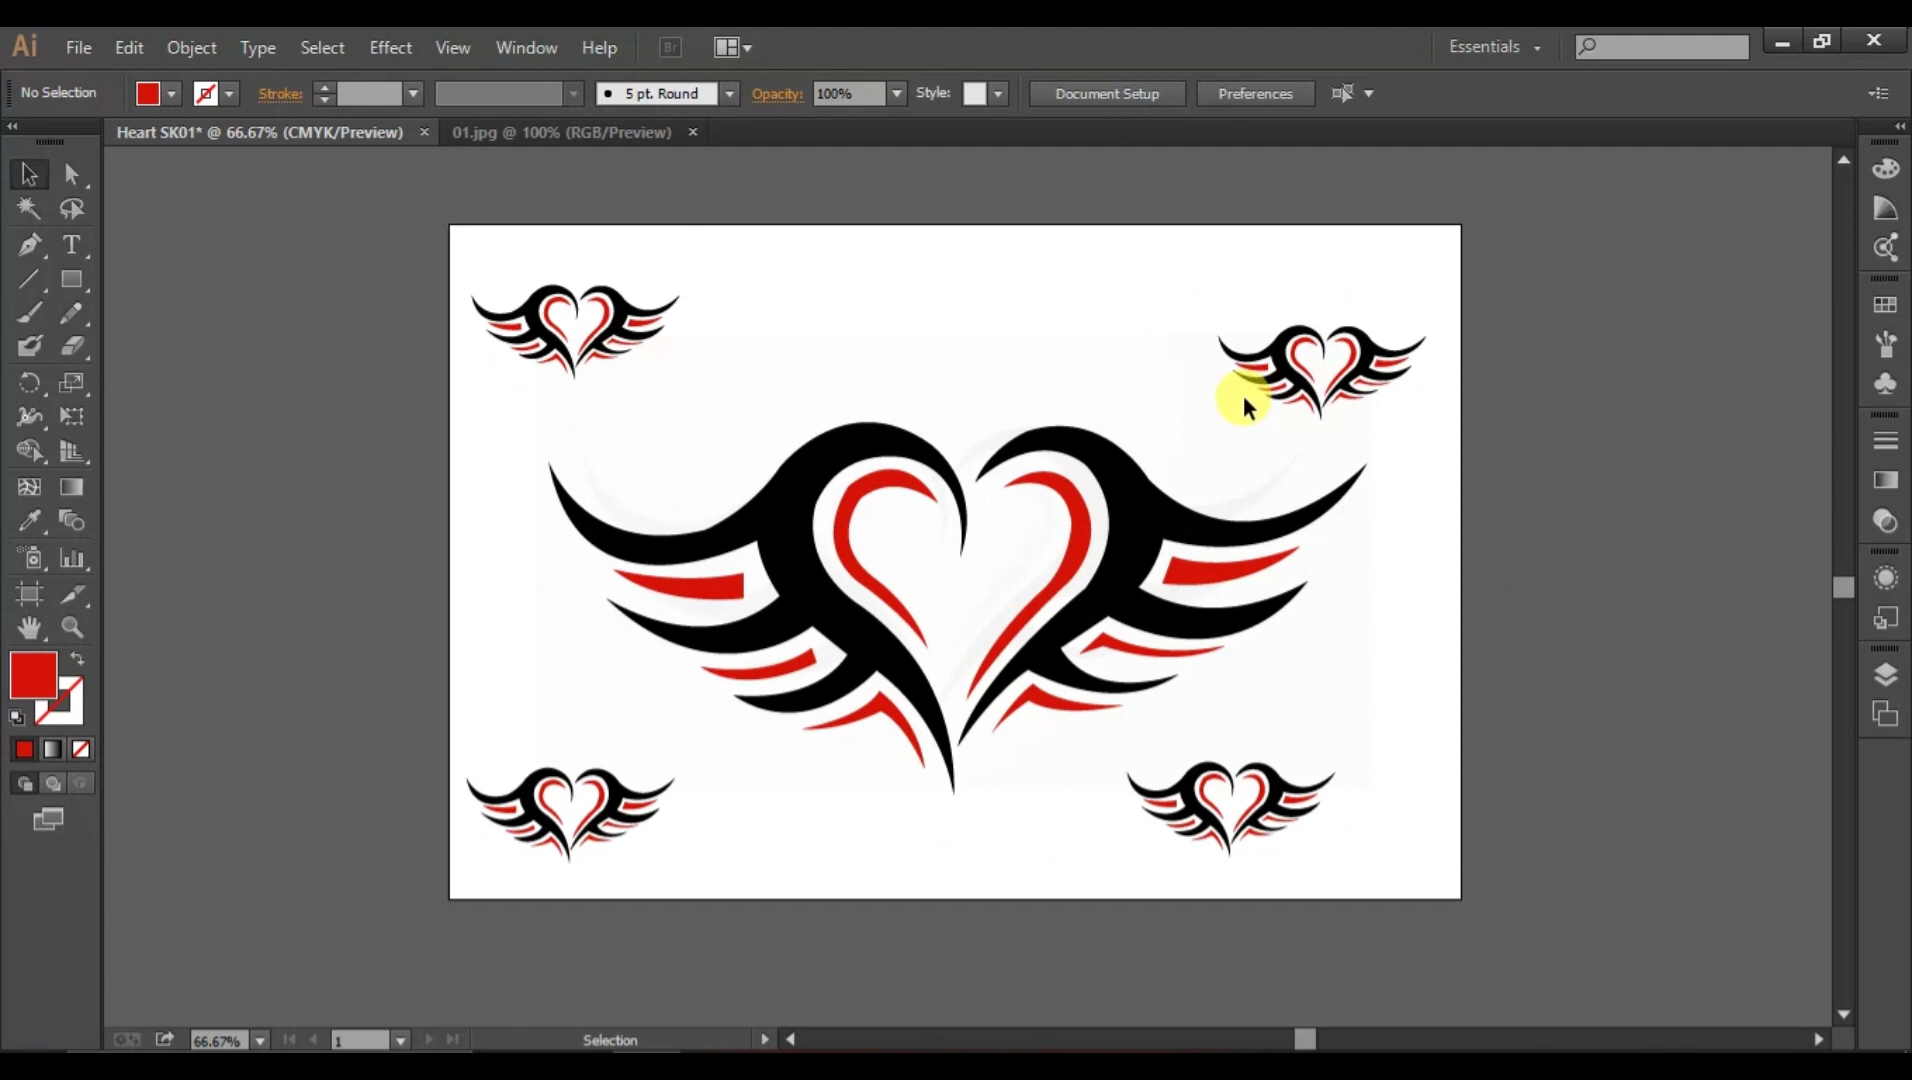 Ai File Edit Object Type Select Effect View Window Help Br Essentials
No Selection Stroke: 5 pt. Round Opacity: 100% Style: Document Setup Preferences
Heart SK01* @ 66.67% (CMYK/Preview) × 01.jpg @ 100% (RGB/Preview) ×
T
66.67% 1 Selection